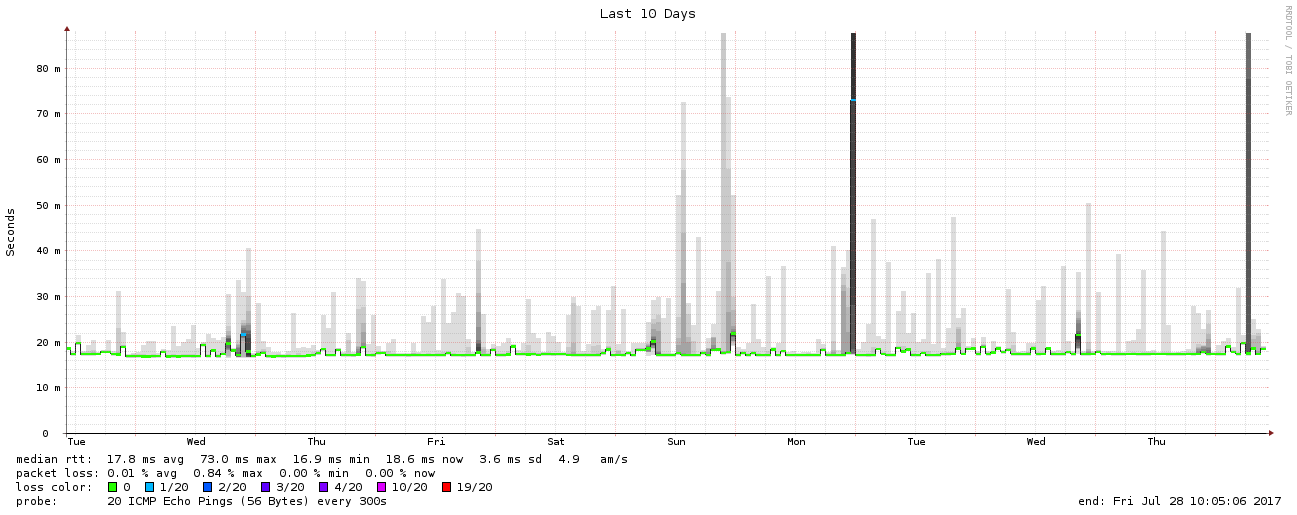 Last 10 Days
RRDTOOL / TOBI OETIKER
Seconds
80 m
70 m
60 m
50 m
40 m
30 m
20 m
10 m
0
Tue Wed Thu Fri Sat Sun Mon Tue Wed Thu
median rtt: 17.8 ms avg 73.0 ms max 16.9 ms min 18.6 ms now 3.6 ms sd 4.9 am/s
packet loss: 0.01 % avg 0.84 % max 0.00 % min 0.00 % now
loss color: 0 1/20 2/20 3/20 4/20 10/20 19/20
probe: 20 ICMP Echo Pings (56 Bytes) every 300s end: Fri Jul 28 10:05:06 2017